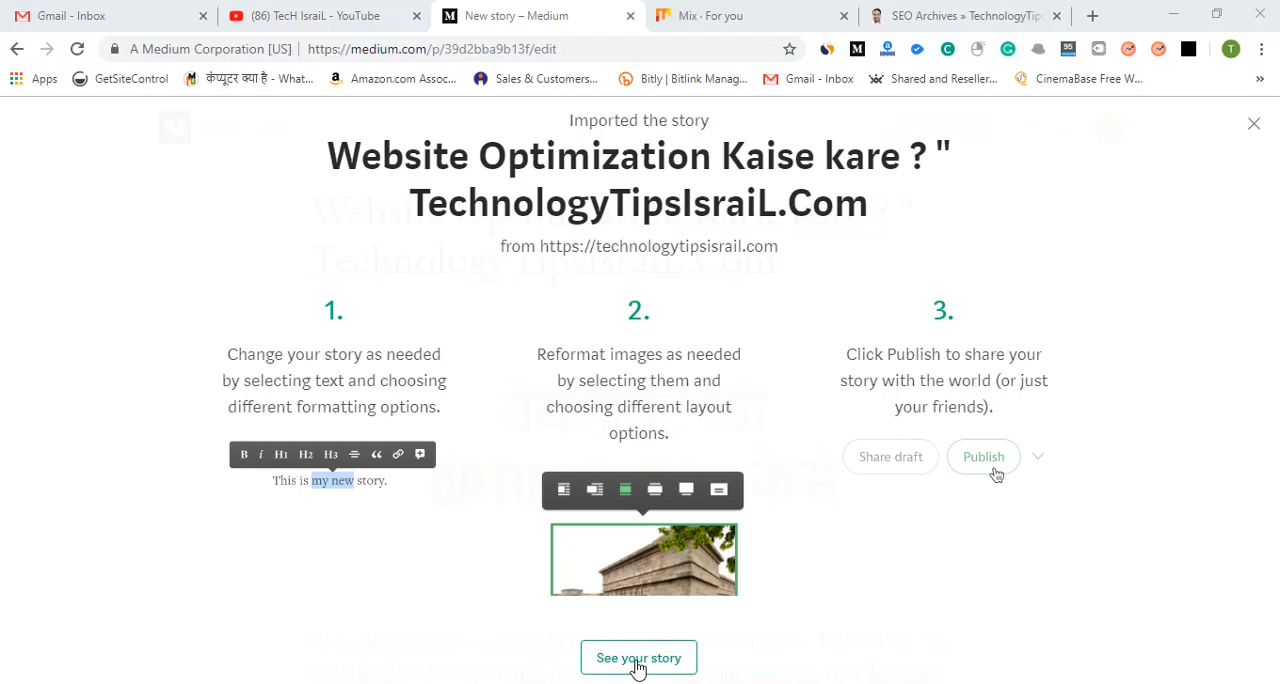 Gmail - Inbox
(86) TecH IsraiL - YouTube
New story – Medium
Mix · For you
SEO Archives » TechnologyTips
A Medium Corporation [US]
https://medium.com/p/39d2bba9b13f/edit
95
T
Apps
GetSiteControl
कंप्यूटर क्या है - What...
Amazon.com Assoc...
Sales & Customers...
Bitly | Bitlink Manag...
Gmail - Inbox
Shared and Reseller...
CinemaBase Free W...
»
Imported the story
Website Optimization Kaise kare ? "
TechnologyTipsIsraiL.Com
from https://technologytipsisrail.com
1.
Change your story as needed
by selecting text and choosing
different formatting options.
B i H1 H2 H3
This is my new story.
2.
Reformat images as needed
by selecting them and
choosing different layout
options.
3.
Click Publish to share your
story with the world (or just
your friends).
Share draft
Publish
See your story